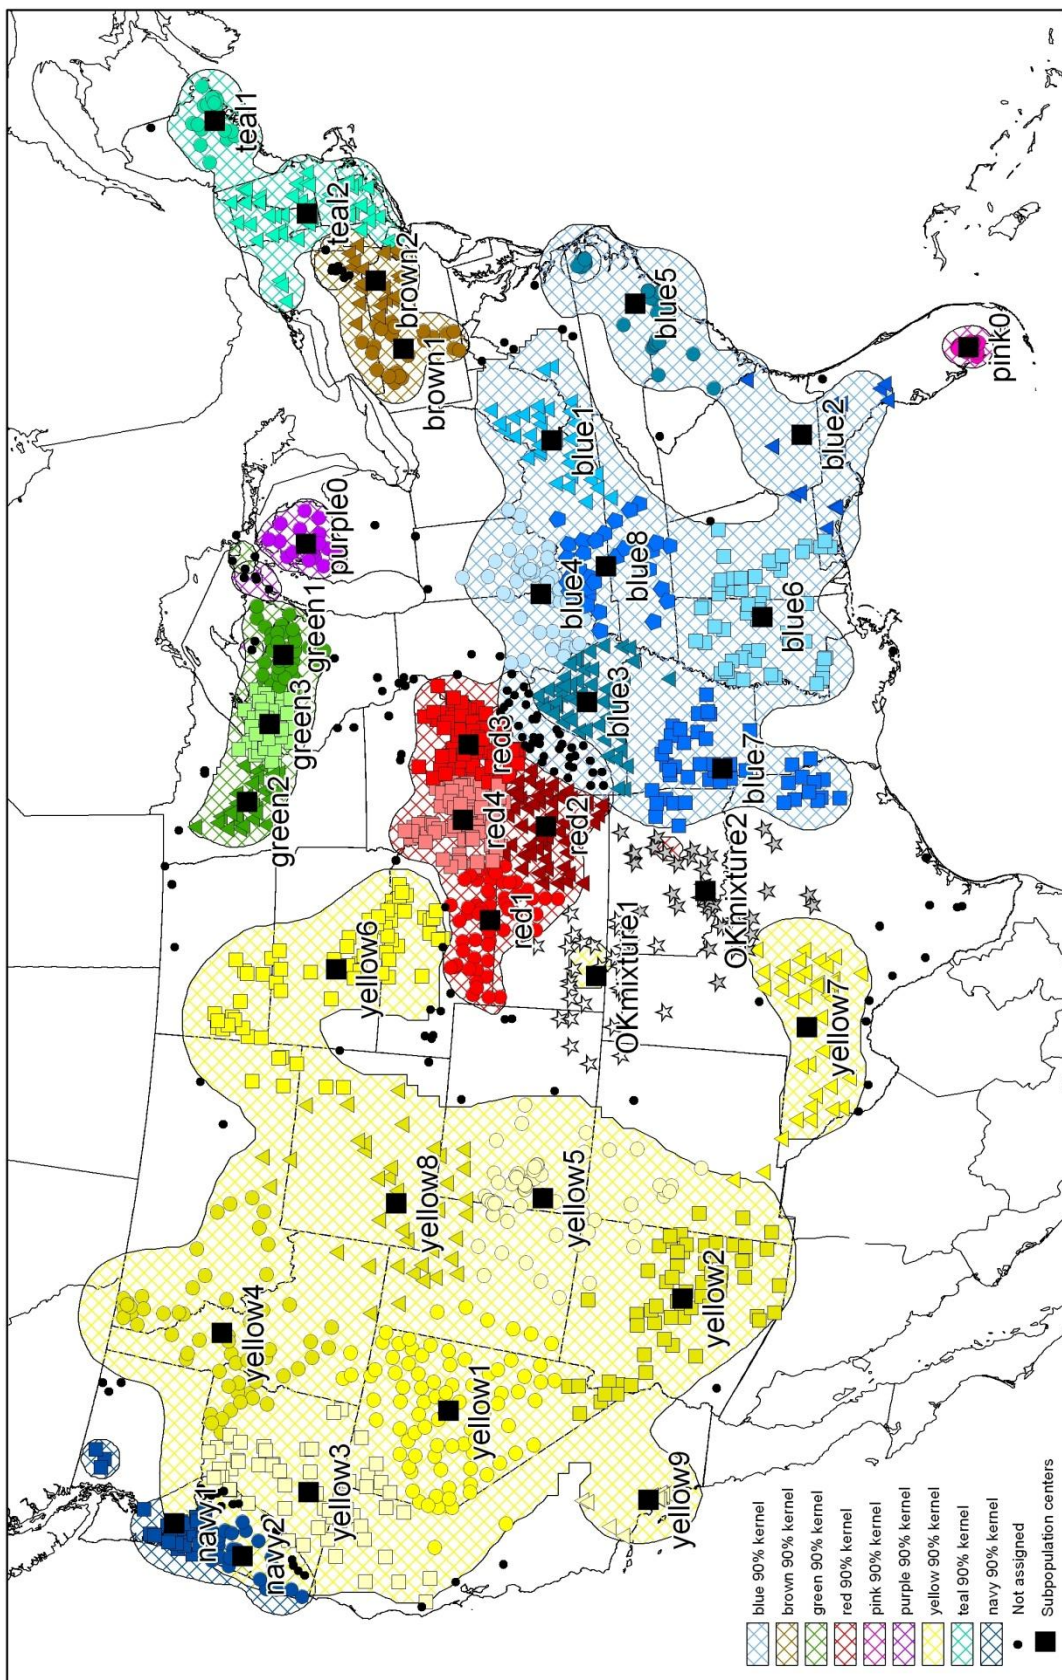 teal1
teal2
brown2
brown1
purple0
green1
green3
green2
blue5
pink0
blue1
blue2
blue4
blue8
blue6
blue3
blue7
red3
red4
red2
red1
OKmixture2
OKmixture1
yellow6
yellow7
yellow8
yellow5
yellow4
yellow2
yellow1
yellow3
yellow9
navy1
navy2
blue 90% kernel
brown 90% kernel
green 90% kernel
red 90% kernel
pink 90% kernel
purple 90% kernel
yellow 90% kernel
teal 90% kernel
navy 90% kernel
Not assigned
Subpopulation centers